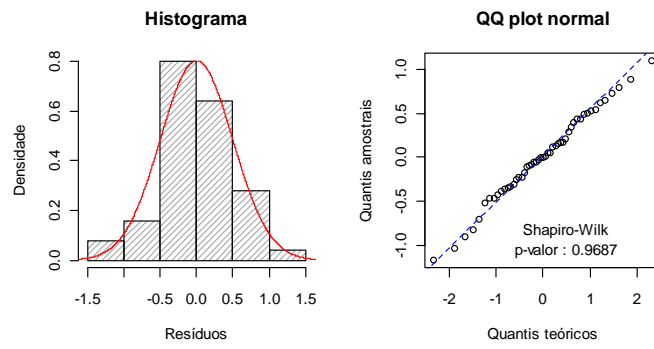 Histograma
Densidade
0.0
0.2
0.4
0.6
0.8
-1.5
-0.5
0.0
0.5
1.0
1.5
Resíduos
QQ plot normal
Quantis amostrais
-1.0
-0.5
0.0
0.5
1.0
Shapiro-Wilk
p-valor : 0.9687
-2
-1
0
1
2
Quantis teóricos